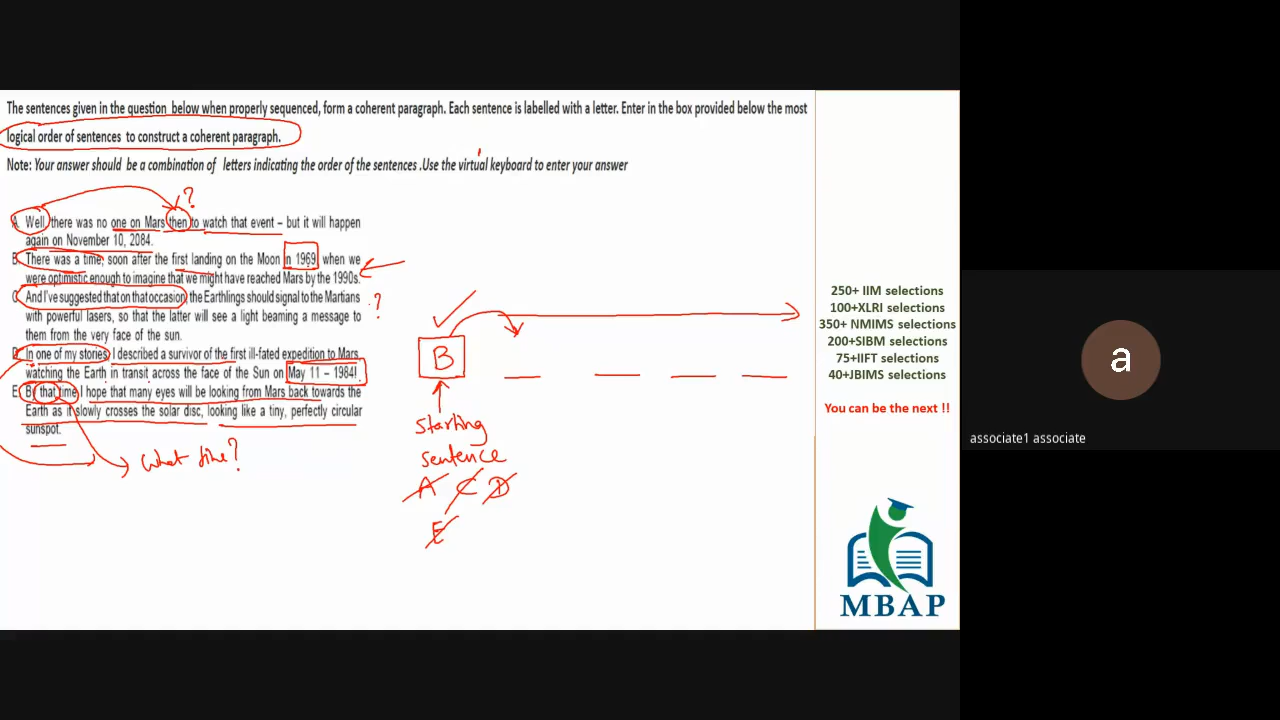 The sentences given in the question below when properly sequenced, form a coherent paragraph. Each sentence is labelled with a letter. Enter in the box provided below the most
logical order of sentences to construct a coherent paragraph.
Note: Your answer should be a combination of letters indicating the order of the sentences .Use the virtual keyboard to enter your answer
?
A. Well there was no one on Mars then to watch that event – but it will happen
again on November 10, 2084.
B. There was a time, soon after the first landing on the Moon in 1969 when we
were optimistic enough to imagine that we might have reached Mars by the 1990s.
C. And I've suggested that on that occasion, the Earthlings should signal to the Martians
with powerful lasers, so that the latter will see a light beaming a message to
them from the very face of the sun.
?
D. In one of my stories, I described a survivor of the first ill-fated expedition to Mars
watching the Earth in transit across the face of the Sun on May 11 – 1984!.
E. By that time I hope that many eyes will be looking from Mars back towards the
Earth as it slowly crosses the solar disc, looking like a tiny, perfectly circular
sunspot.
What time?
B
Starting
sentence
A C D
E
250+ IIM selections
100+XLRI selections
350+ NMIMS selections
200+SIBM selections
75+IIFT selections
40+JBIMS selections
You can be the next !!
MBAP
a
associate1 associate